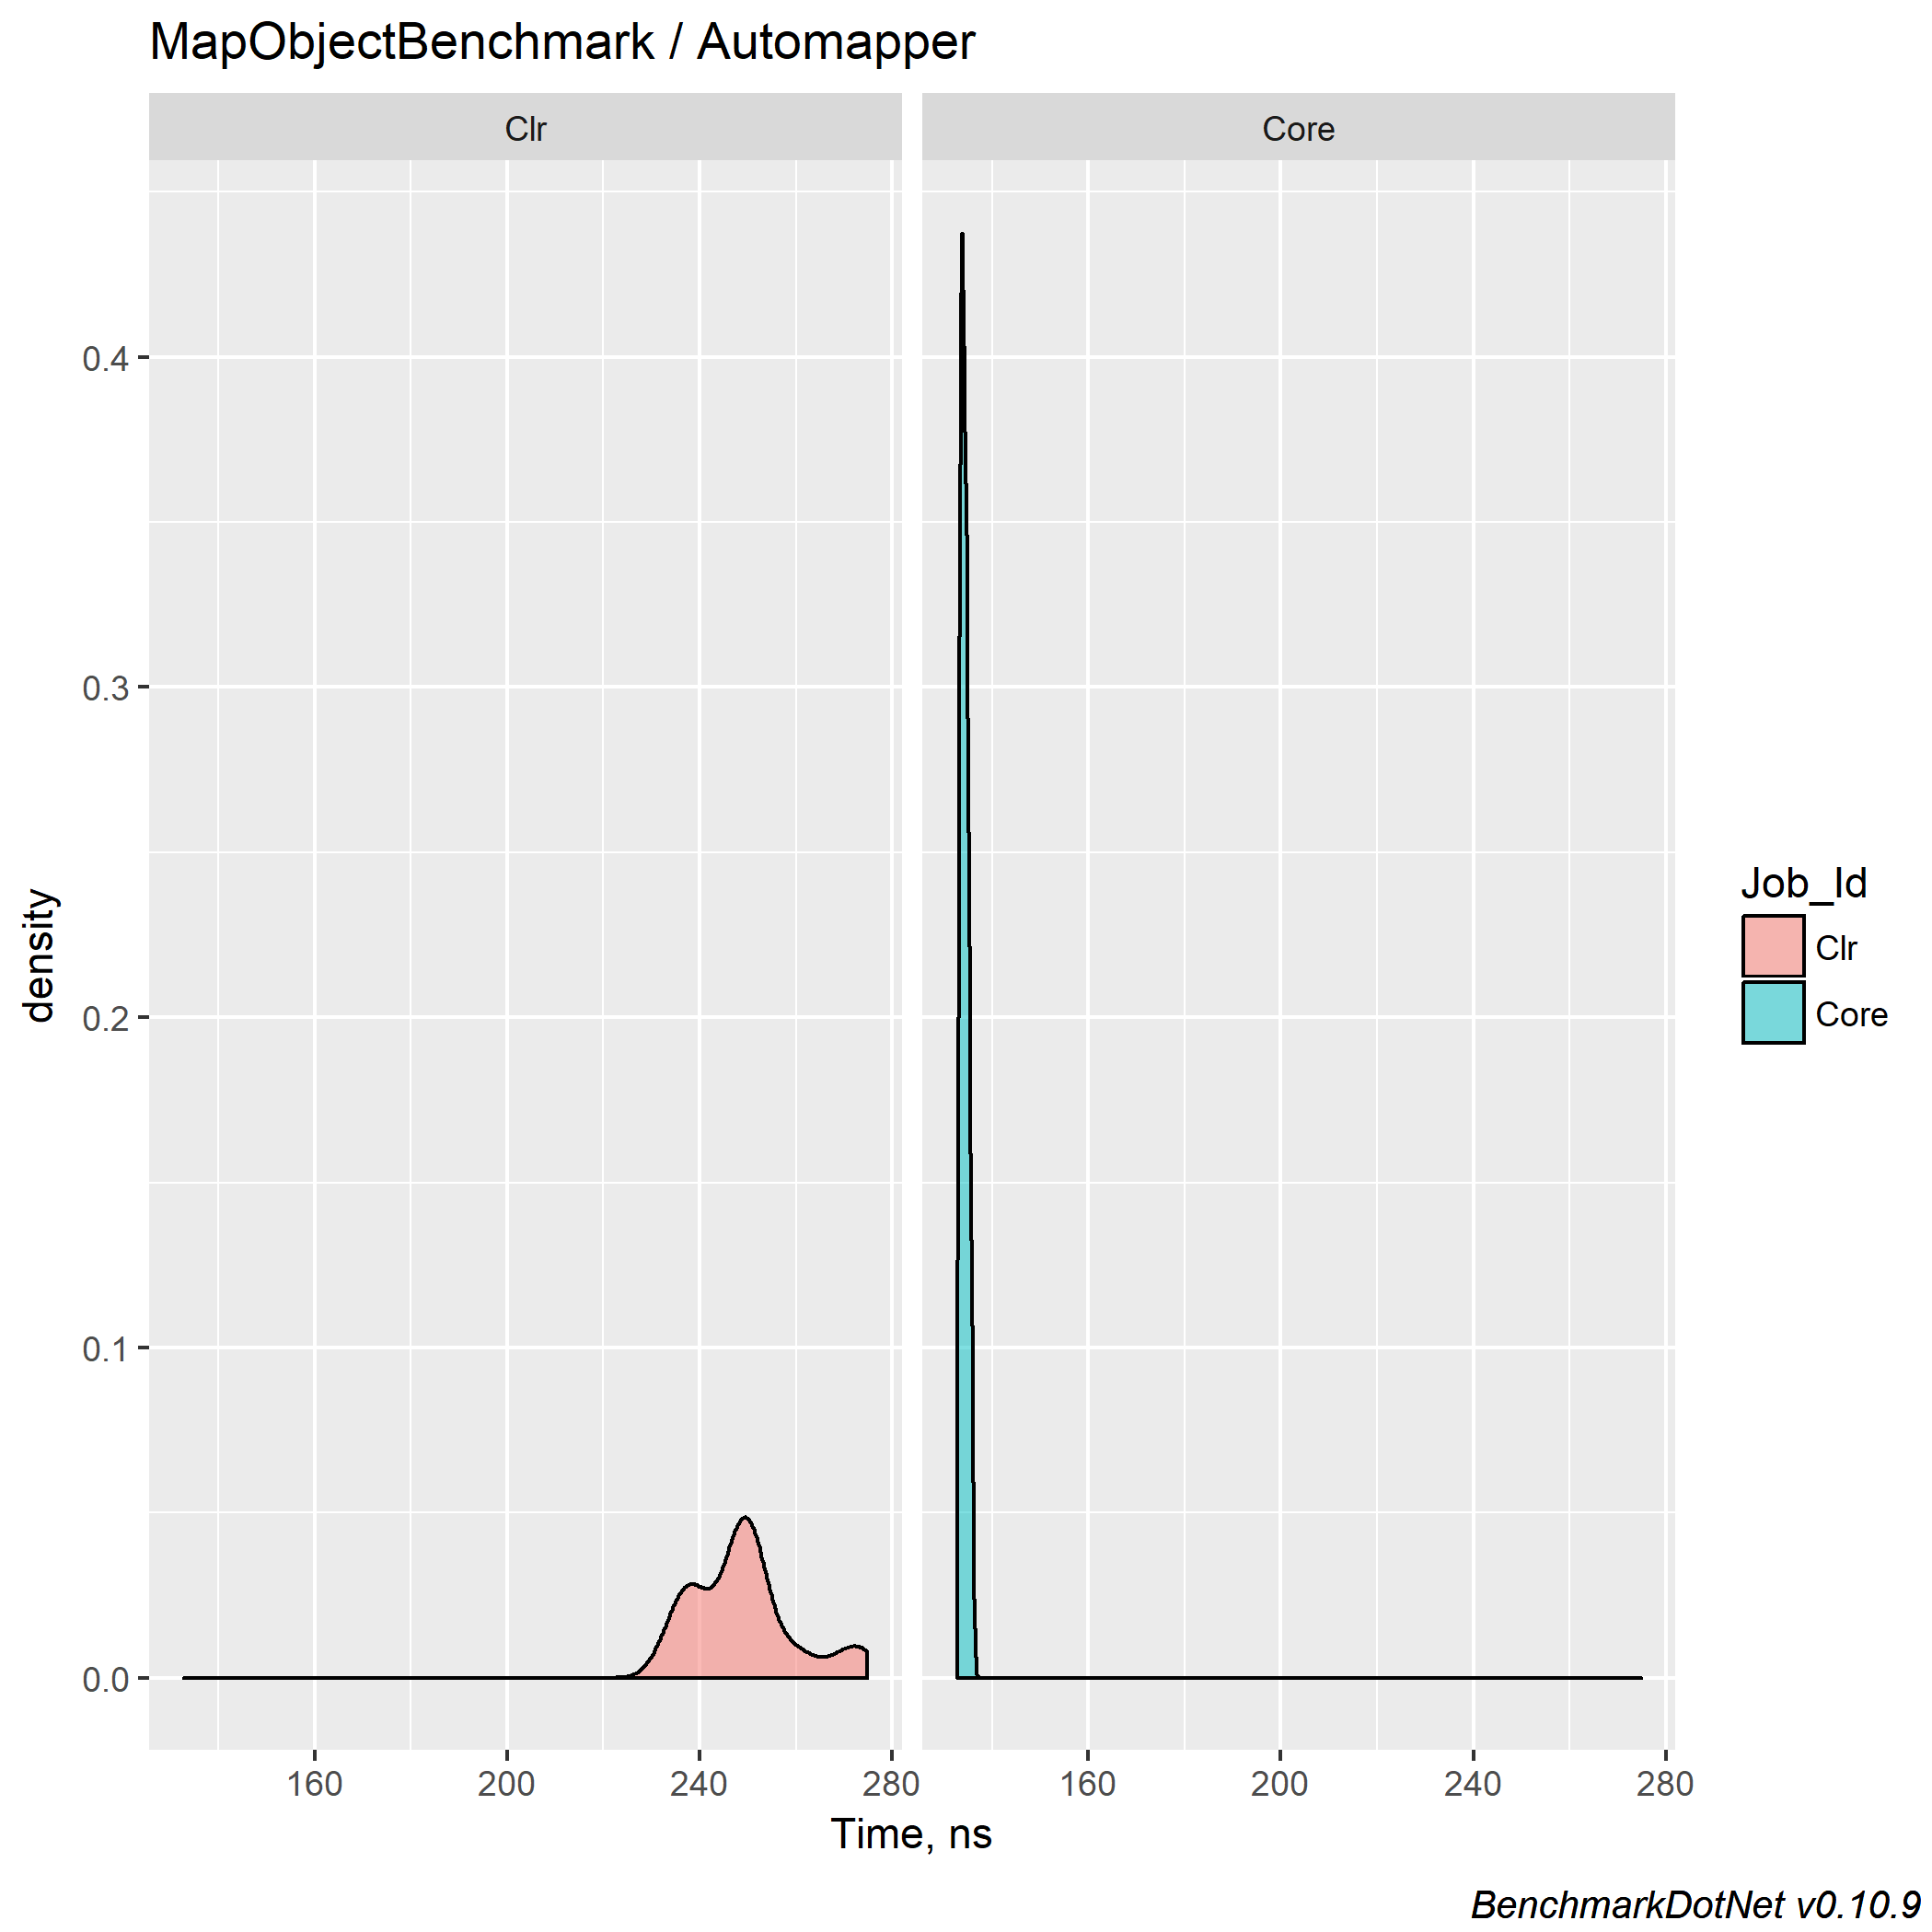 MapObjectBenchmark / Automapper
Clr
Core
density
0.4
0.3
0.2
0.1
0.0
160 200 240 280
160 200 240 280
Time, ns
Job_Id
Clr
Core
BenchmarkDotNet v0.10.9